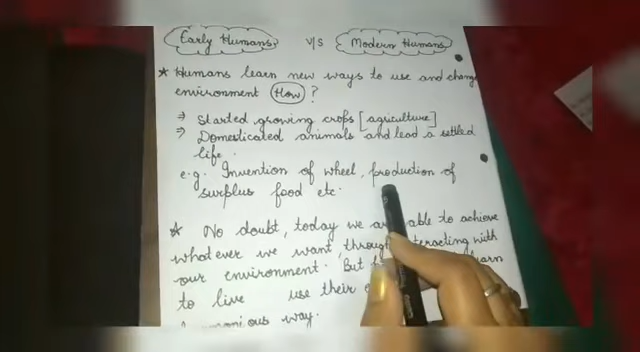 Early Humans v/s Modern Humans
★ Humans learn new ways to use and change
environment How ?
⇒ Started growing crops [agriculture]
⇒ Domesticated animals and lead a settled
life.
e.g. Invention of wheel, production of
surplus food etc.
★ No doubt, today we are able to achieve
whatever we want, through interacting with
our environment. But learn
to live use their
way.